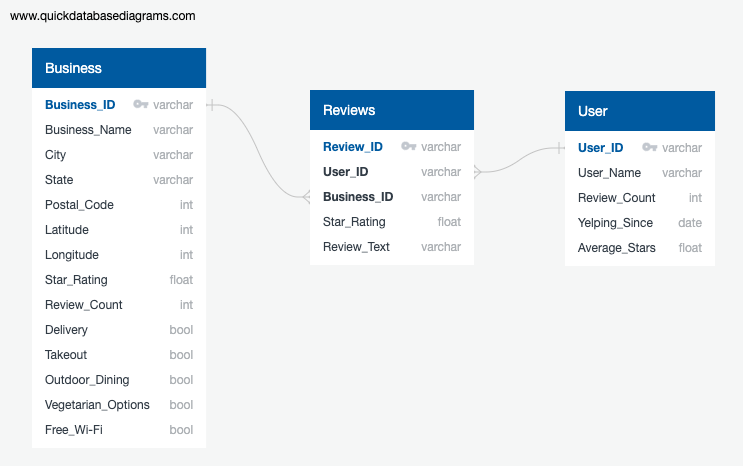 www.quickdatabasediagrams.com
Business
Business_ID varchar
Business_Name varchar
City varchar
State varchar
Postal_Code int
Latitude int
Longitude int
Star_Rating float
Review_Count int
Delivery bool
Takeout bool
Outdoor_Dining bool
Vegetarian_Options bool
Free_Wi-Fi bool
Reviews
Review_ID varchar
User_ID varchar
Business_ID varchar
Star_Rating float
Review_Text varchar
User
User_ID varchar
User_Name varchar
Review_Count int
Yelping_Since date
Average_Stars float